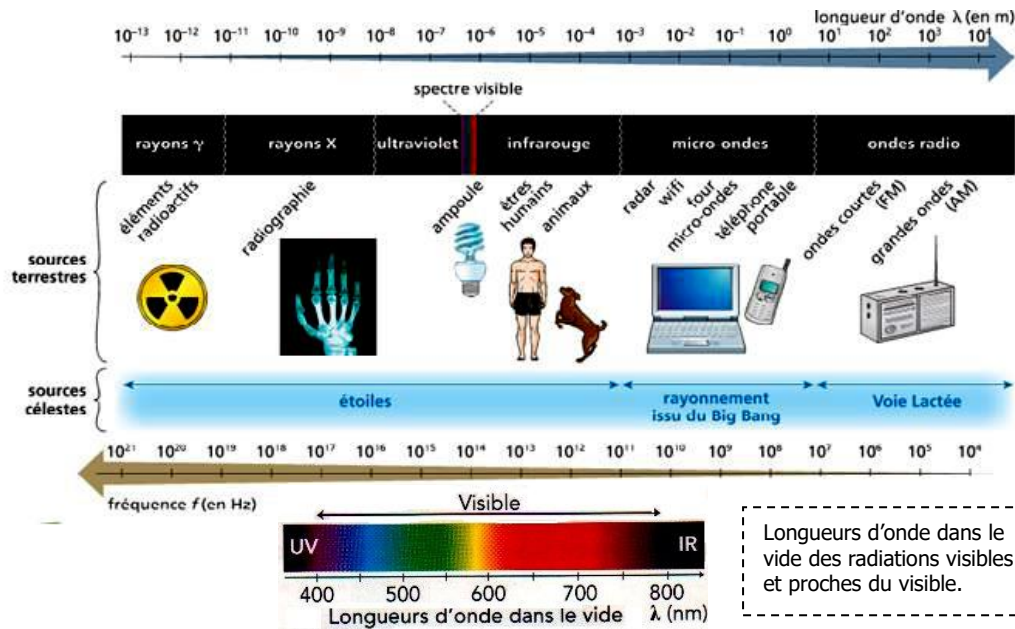 longueur d'onde λ (en m)
10⁻¹³ 10⁻¹² 10⁻¹¹ 10⁻¹⁰ 10⁻⁹ 10⁻⁸ 10⁻⁷ 10⁻⁶ 10⁻⁵ 10⁻⁴ 10⁻³ 10⁻² 10⁻¹ 10⁰ 10¹ 10² 10³ 10⁴
spectre visible
rayons γ rayons X ultraviolet infrarouge micro ondes ondes radio
éléments
radioactifs
radiographie
ampoule
êtres
humains
animaux
radar
wifi
four
micro-ondes
téléphone
portable
ondes courtes
(FM)
grandes ondes
(AM)
sources
terrestres
sources
célestes
étoiles
rayonnement
issu du Big Bang
Voie Lactée
10²¹ 10²⁰ 10¹⁹ 10¹⁸ 10¹⁷ 10¹⁶ 10¹⁵ 10¹⁴ 10¹³ 10¹² 10¹¹ 10¹⁰ 10⁹ 10⁸ 10⁷ 10⁶ 10⁵ 10⁴
fréquence f (en Hz)
Visible
UV IR
400 500 600 700 800
Longueurs d'onde dans le vide λ (nm)
Longueurs d'onde dans le
vide des radiations visibles
et proches du visible.